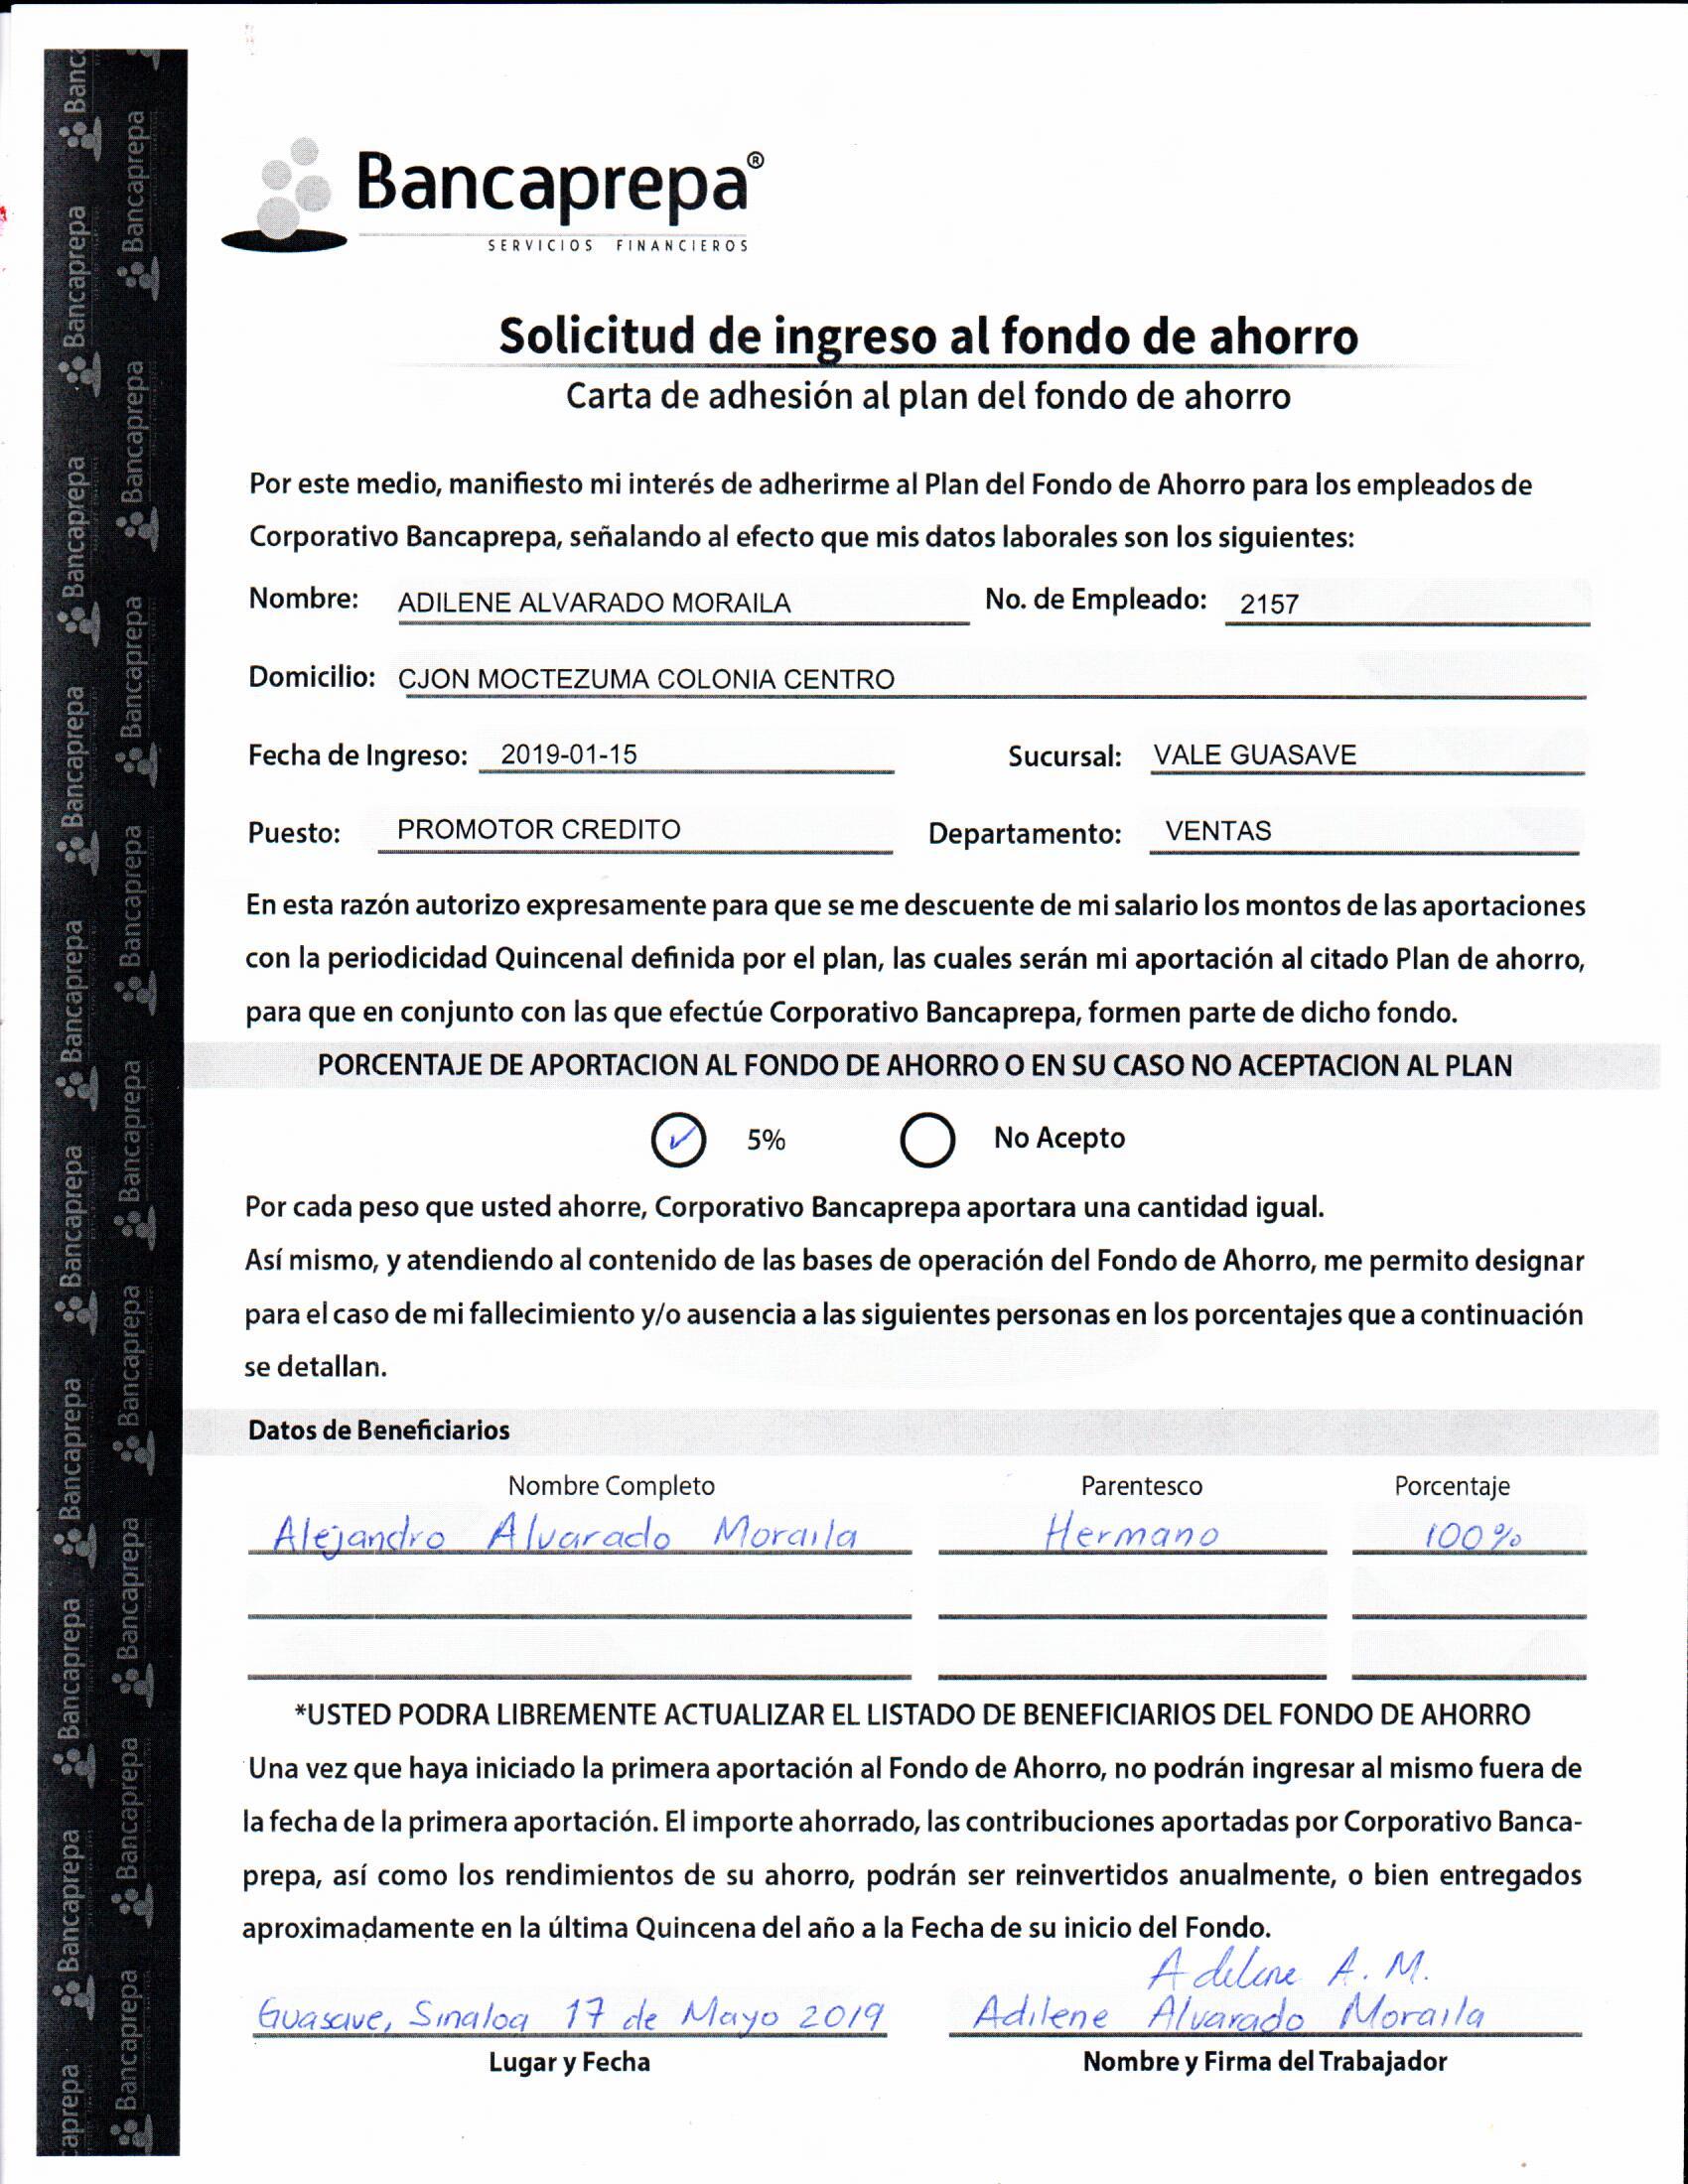 Bancaprepa®
SERVICIOS FINANCIEROS
Solicitud de ingreso al fondo de ahorro
Carta de adhesión al plan del fondo de ahorro
Por este medio, manifiesto mi interés de adherirme al Plan del Fondo de Ahorro para los empleados de
Corporativo Bancaprepa, señalando al efecto que mis datos laborales son los siguientes:
Nombre: ADILENE ALVARADO MORAILA No. de Empleado: 2157
Domicilio: CJON MOCTEZUMA COLONIA CENTRO
Fecha de Ingreso: 2019-01-15 Sucursal: VALE GUASAVE
Puesto: PROMOTOR CREDITO Departamento: VENTAS
En esta razón autorizo expresamente para que se me descuente de mi salario los montos de las aportaciones
con la periodicidad Quincenal definida por el plan, las cuales serán mi aportación al citado Plan de ahorro,
para que en conjunto con las que efectúe Corporativo Bancaprepa, formen parte de dicho fondo.
PORCENTAJE DE APORTACION AL FONDO DE AHORRO O EN SU CASO NO ACEPTACION AL PLAN
✓ 5% No Acepto
Por cada peso que usted ahorre, Corporativo Bancaprepa aportara una cantidad igual.
Así mismo, y atendiendo al contenido de las bases de operación del Fondo de Ahorro, me permito designar
para el caso de mi fallecimiento y/o ausencia a las siguientes personas en los porcentajes que a continuación
se detallan.
Datos de Beneficiarios
Nombre Completo Parentesco Porcentaje
Alejandro Alvarado Moraila Hermano 100%
*USTED PODRA LIBREMENTE ACTUALIZAR EL LISTADO DE BENEFICIARIOS DEL FONDO DE AHORRO
Una vez que haya iniciado la primera aportación al Fondo de Ahorro, no podrán ingresar al mismo fuera de
la fecha de la primera aportación. El importe ahorrado, las contribuciones aportadas por Corporativo Banca-
prepa, así como los rendimientos de su ahorro, podrán ser reinvertidos anualmente, o bien entregados
aproximadamente en la última Quincena del año a la Fecha de su inicio del Fondo.
Adilene A. M.
Guasave, Sinaloa 17 de Mayo 2019 Adilene Alvarado Moraila
Lugar y Fecha Nombre y Firma del Trabajador